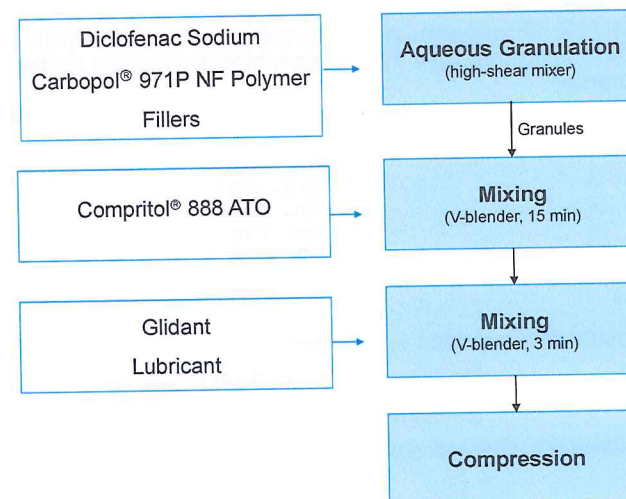 Diclofenac Sodium
Carbopol® 971P NF Polymer
Fillers
Aqueous Granulation
(high-shear mixer)
Granules
Compritol® 888 ATO
Mixing
(V-blender, 15 min)
Glidant
Lubricant
Mixing
(V-blender, 3 min)
Compression